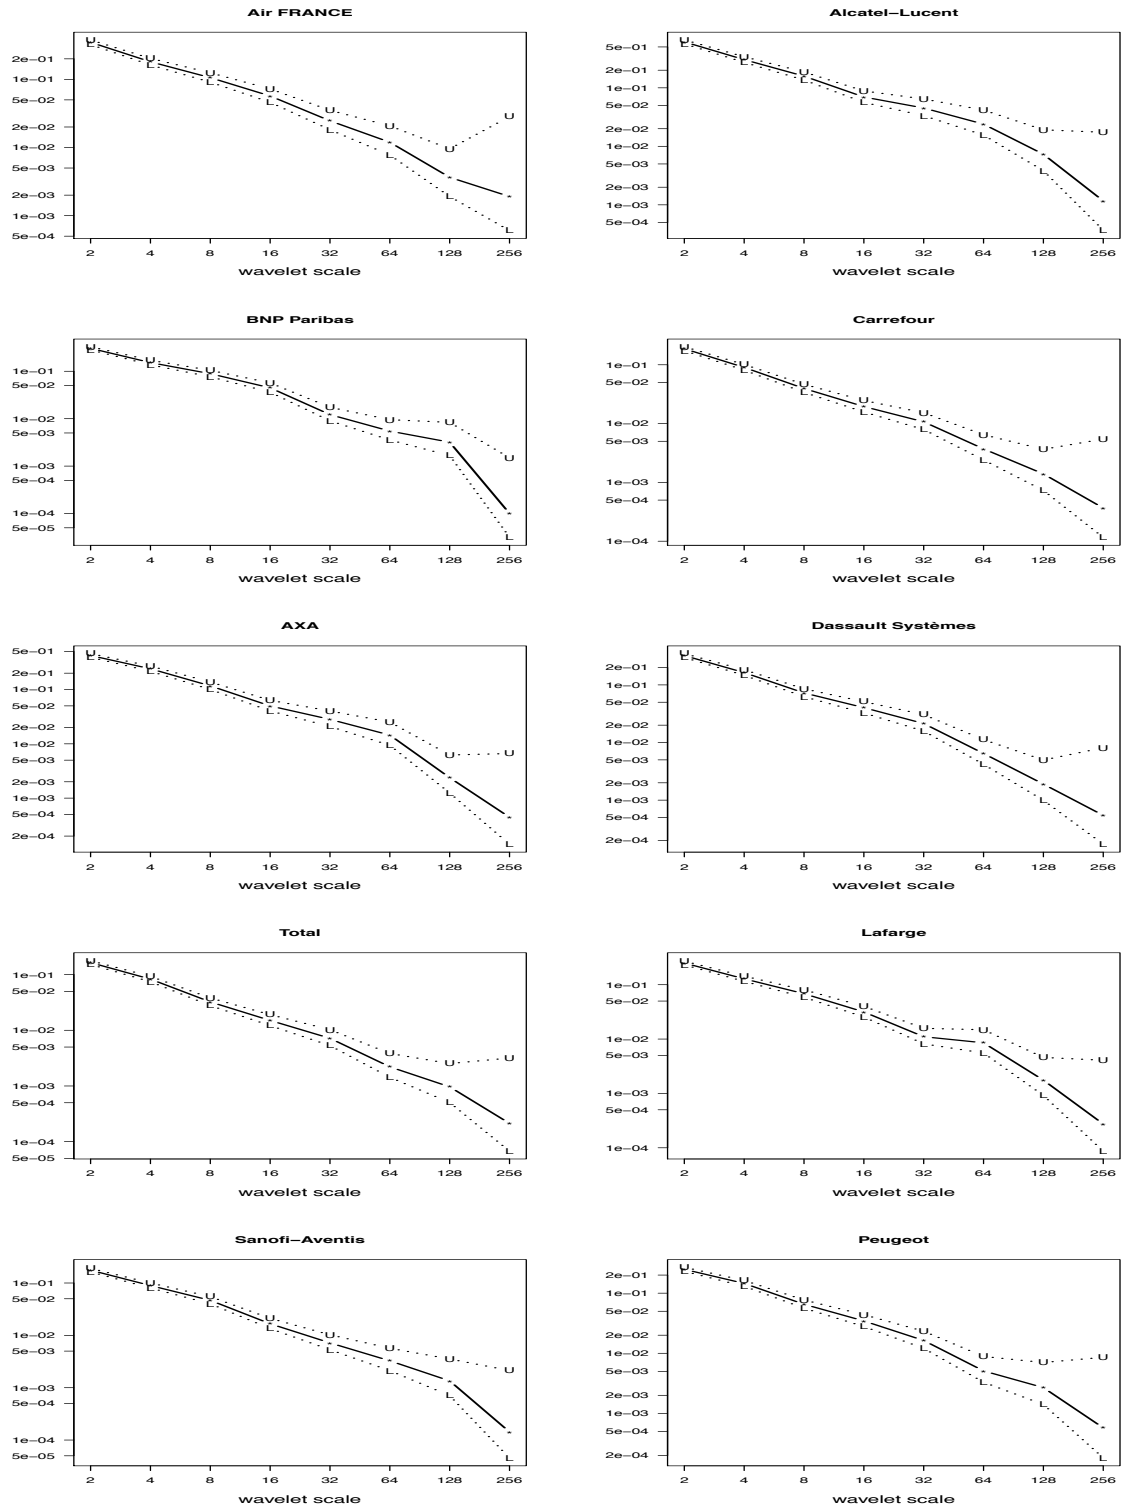 Air FRANCE
2e−01
1e−01
5e−02
2e−02
1e−02
5e−03
2e−03
1e−03
5e−04
U U U U U U U U
L L L L L L L L
2 4 8 16 32 64 128 256
wavelet scale
Alcatel−Lucent
5e−01
2e−01
1e−01
5e−02
2e−02
1e−02
5e−03
2e−03
1e−03
5e−04
U U U U U U U U
L L L L L L L L
2 4 8 16 32 64 128 256
wavelet scale
BNP Paribas
1e−01
5e−02
1e−02
5e−03
1e−03
5e−04
1e−04
5e−05
U U U U U U U U
L L L L L L L L
2 4 8 16 32 64 128 256
wavelet scale
Carrefour
1e−01
5e−02
1e−02
5e−03
1e−03
5e−04
1e−04
U U U U U U U U
L L L L L L L L
2 4 8 16 32 64 128 256
wavelet scale
AXA
5e−01
2e−01
1e−01
5e−02
2e−02
1e−02
5e−03
2e−03
1e−03
5e−04
2e−04
U U U U U U U U
L L L L L L L L
2 4 8 16 32 64 128 256
wavelet scale
Dassault Systèmes
2e−01
1e−01
5e−02
2e−02
1e−02
5e−03
2e−03
1e−03
5e−04
2e−04
U U U U U U U U
L L L L L L L L
2 4 8 16 32 64 128 256
wavelet scale
Total
1e−01
5e−02
1e−02
5e−03
1e−03
5e−04
1e−04
5e−05
U U U U U U U U
L L L L L L L L
2 4 8 16 32 64 128 256
wavelet scale
Lafarge
1e−01
5e−02
1e−02
5e−03
1e−03
5e−04
1e−04
U U U U U U U U
L L L L L L L L
2 4 8 16 32 64 128 256
wavelet scale
Sanofi−Aventis
1e−01
5e−02
1e−02
5e−03
1e−03
5e−04
1e−04
5e−05
U U U U U U U U
L L L L L L L L
2 4 8 16 32 64 128 256
wavelet scale
Peugeot
2e−01
1e−01
5e−02
2e−02
1e−02
5e−03
2e−03
1e−03
5e−04
2e−04
U U U U U U U U
L L L L L L L L
2 4 8 16 32 64 128 256
wavelet scale